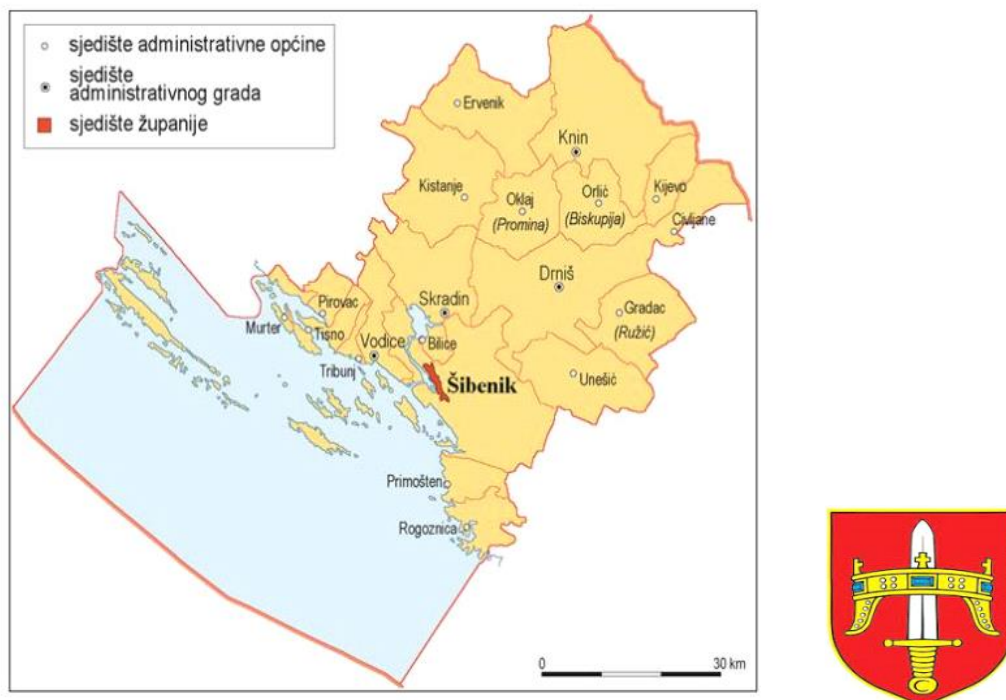 sjedište administrativne općine
sjedište
administrativnog grada
sjedište županije
Ervenik
Knin
Kistanje
Oklaj
(Promina)
Orlić
(Biskupija)
Kijevo
Civljane
Drniš
Skradin
Gradac
(Ružić)
Pirovac
Murter
Tisno
Bilice
Vodice
Tribunj
Šibenik
Unešić
Primošten
Rogoznica
0
30 km